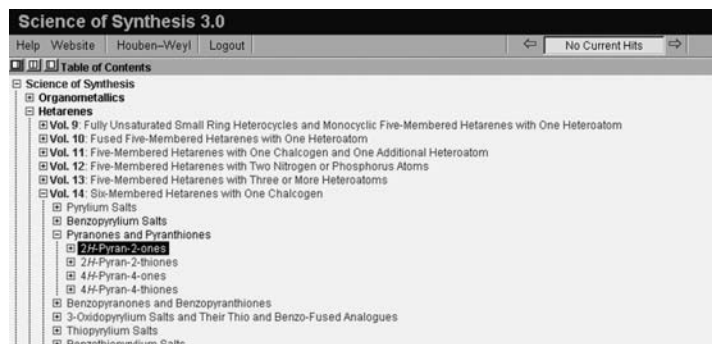 Science of Synthesis 3.0
Help Website Houben–Weyl Logout No Current Hits
Table of Contents
Science of Synthesis
Organometallics
Hetarenes
Vol. 9: Fully Unsaturated Small Ring Heterocycles and Monocyclic Five-Membered Hetarenes with One Heteroatom
Vol. 10: Fused Five-Membered Hetarenes with One Heteroatom
Vol. 11: Five-Membered Hetarenes with One Chalcogen and One Additional Heteroatom
Vol. 12: Five-Membered Hetarenes with Two Nitrogen or Phosphorus Atoms
Vol. 13: Five-Membered Hetarenes with Three or More Heteroatoms
Vol. 14: Six-Membered Hetarenes with One Chalcogen
Pyrylium Salts
Benzopyrylium Salts
Pyranones and Pyranthiones
2H-Pyran-2-ones
2H-Pyran-2-thiones
4H-Pyran-4-ones
4H-Pyran-4-thiones
Benzopyranones and Benzopyranthiones
3-Oxidopyrylium Salts and Their Thio and Benzo-Fused Analogues
Thiopyrylium Salts
Benzothiopyrylium Salts